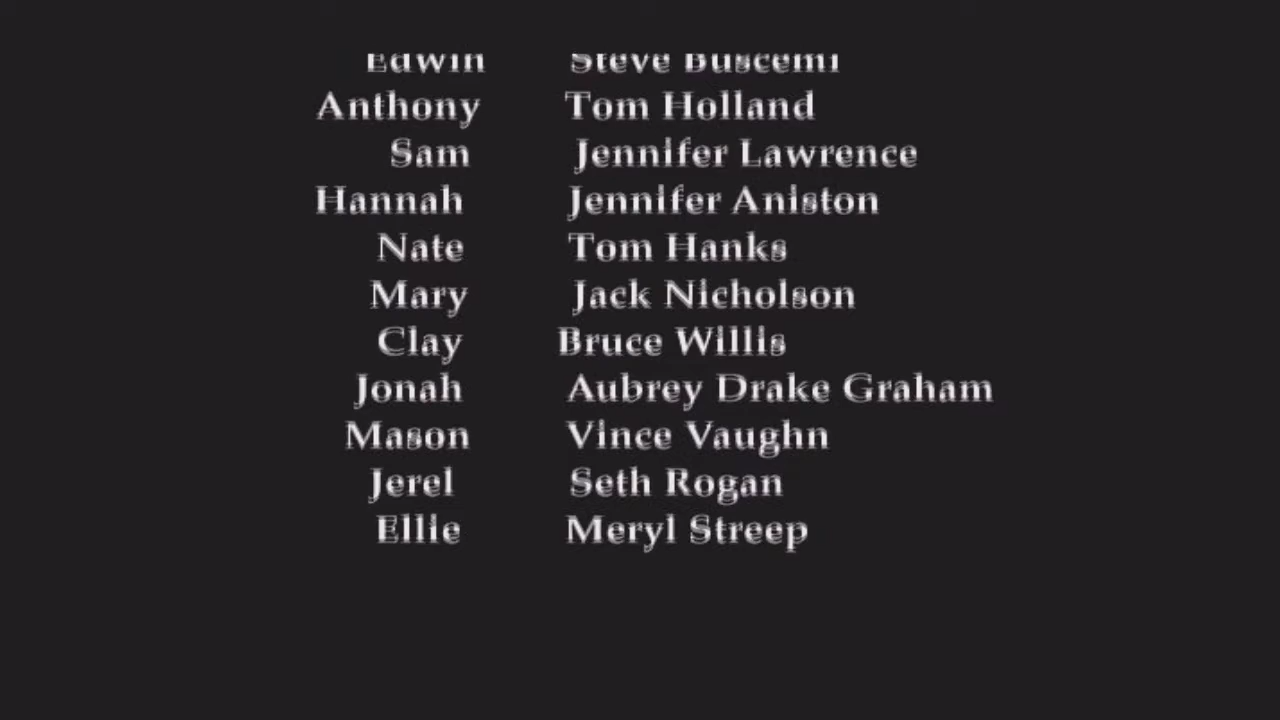 Edwin Steve Buscemi
Anthony Tom Holland
Sam Jennifer Lawrence
Hannah Jennifer Aniston
Nate Tom Hanks
Mary Jack Nicholson
Clay Bruce Willis
Jonah Aubrey Drake Graham
Mason Vince Vaughn
Jerel Seth Rogan
Ellie Meryl Streep